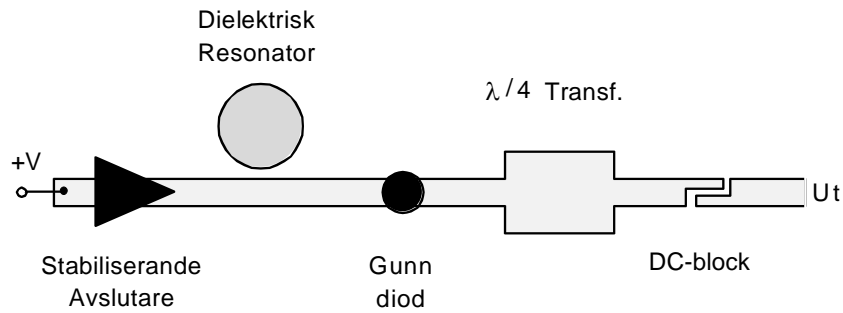 Dielektrisk
Resonator
λ/4 Transf.
+V
Ut
Stabiliserande
Avslutare
Gunn
diod
DC-block